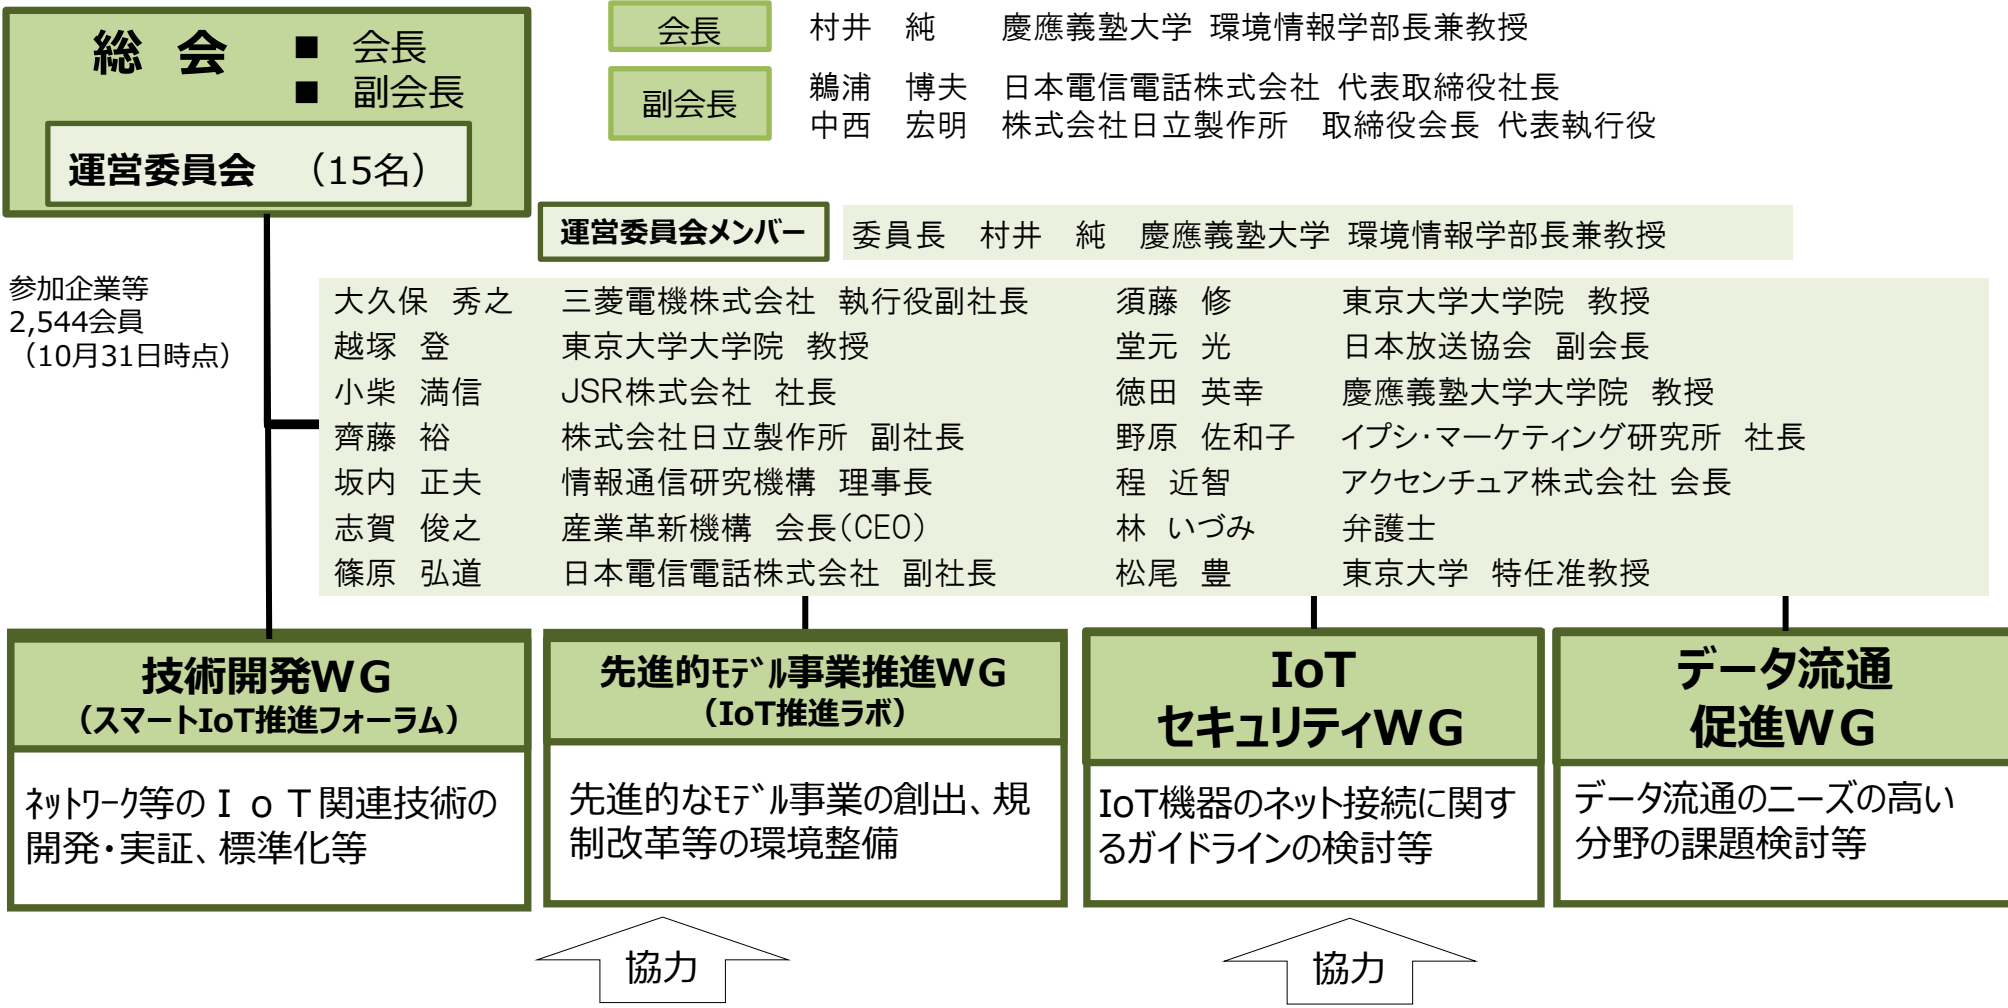 総 会
■ 会長
■ 副会長
運営委員会 （15名）
会長 村井 純 慶應義塾大学 環境情報学部長兼教授
副会長 鵜浦 博夫 日本電信電話株式会社 代表取締役社長
中西 宏明 株式会社日立製作所 取締役会長 代表執行役
運営委員会メンバー 委員長 村井 純 慶應義塾大学 環境情報学部長兼教授
参加企業等
2,544会員
（10月31日時点）
大久保 秀之 三菱電機株式会社 執行役副社長 須藤 修 東京大学大学院 教授
越塚 登 東京大学大学院 教授 堂元 光 日本放送協会 副会長
小柴 満信 JSR株式会社 社長 徳田 英幸 慶應義塾大学大学院 教授
齊藤 裕 株式会社日立製作所 副社長 野原 佐和子 イプシ・マーケティング研究所 社長
坂内 正夫 情報通信研究機構 理事長 程 近智 アクセンチュア株式会社 会長
志賀 俊之 産業革新機構 会長（CEO） 林 いづみ 弁護士
篠原 弘道 日本電信電話株式会社 副社長 松尾 豊 東京大学 特任准教授
技術開発WG
（スマートIoT推進フォーラム）
ﾈｯﾄﾜｰｸ等のＩｏＴ関連技術の
開発・実証、標準化等
先進的ﾓﾃﾞﾙ事業推進WG
（IoT推進ラボ）
先進的なﾓﾃﾞﾙ事業の創出、規
制改革等の環境整備
IoT
セキュリティWG
IoT機器のネット接続に関す
るガイドラインの検討等
データ流通
促進WG
データ流通のニーズの高い
分野の課題検討等
協力
協力